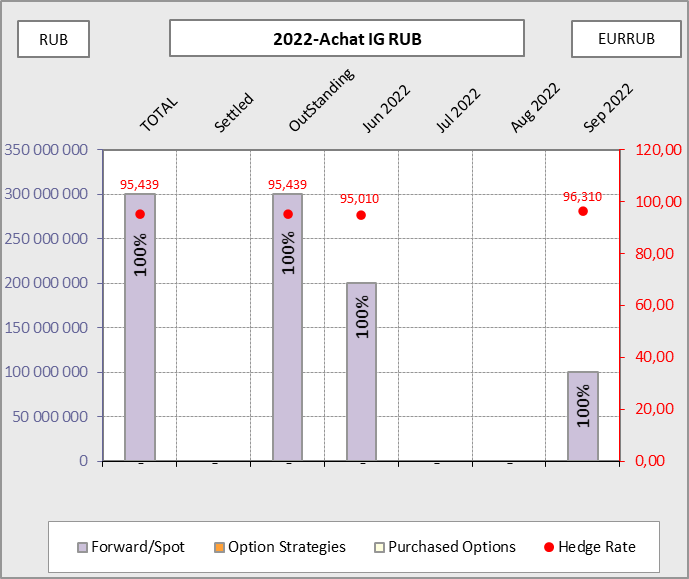 RUB
2022-Achat IG RUB
EURRUB
TOTAL
Settled
OutStanding
Jun 2022
Jul 2022
Aug 2022
Sep 2022
350 000 000
300 000 000
250 000 000
200 000 000
150 000 000
100 000 000
50 000 000
0
120,00
100,00
80,00
60,00
40,00
20,00
0,00
95,439
95,439
95,010
96,310
100%
100%
100%
100%
- - - - - -
Forward/Spot Option Strategies Purchased Options Hedge Rate